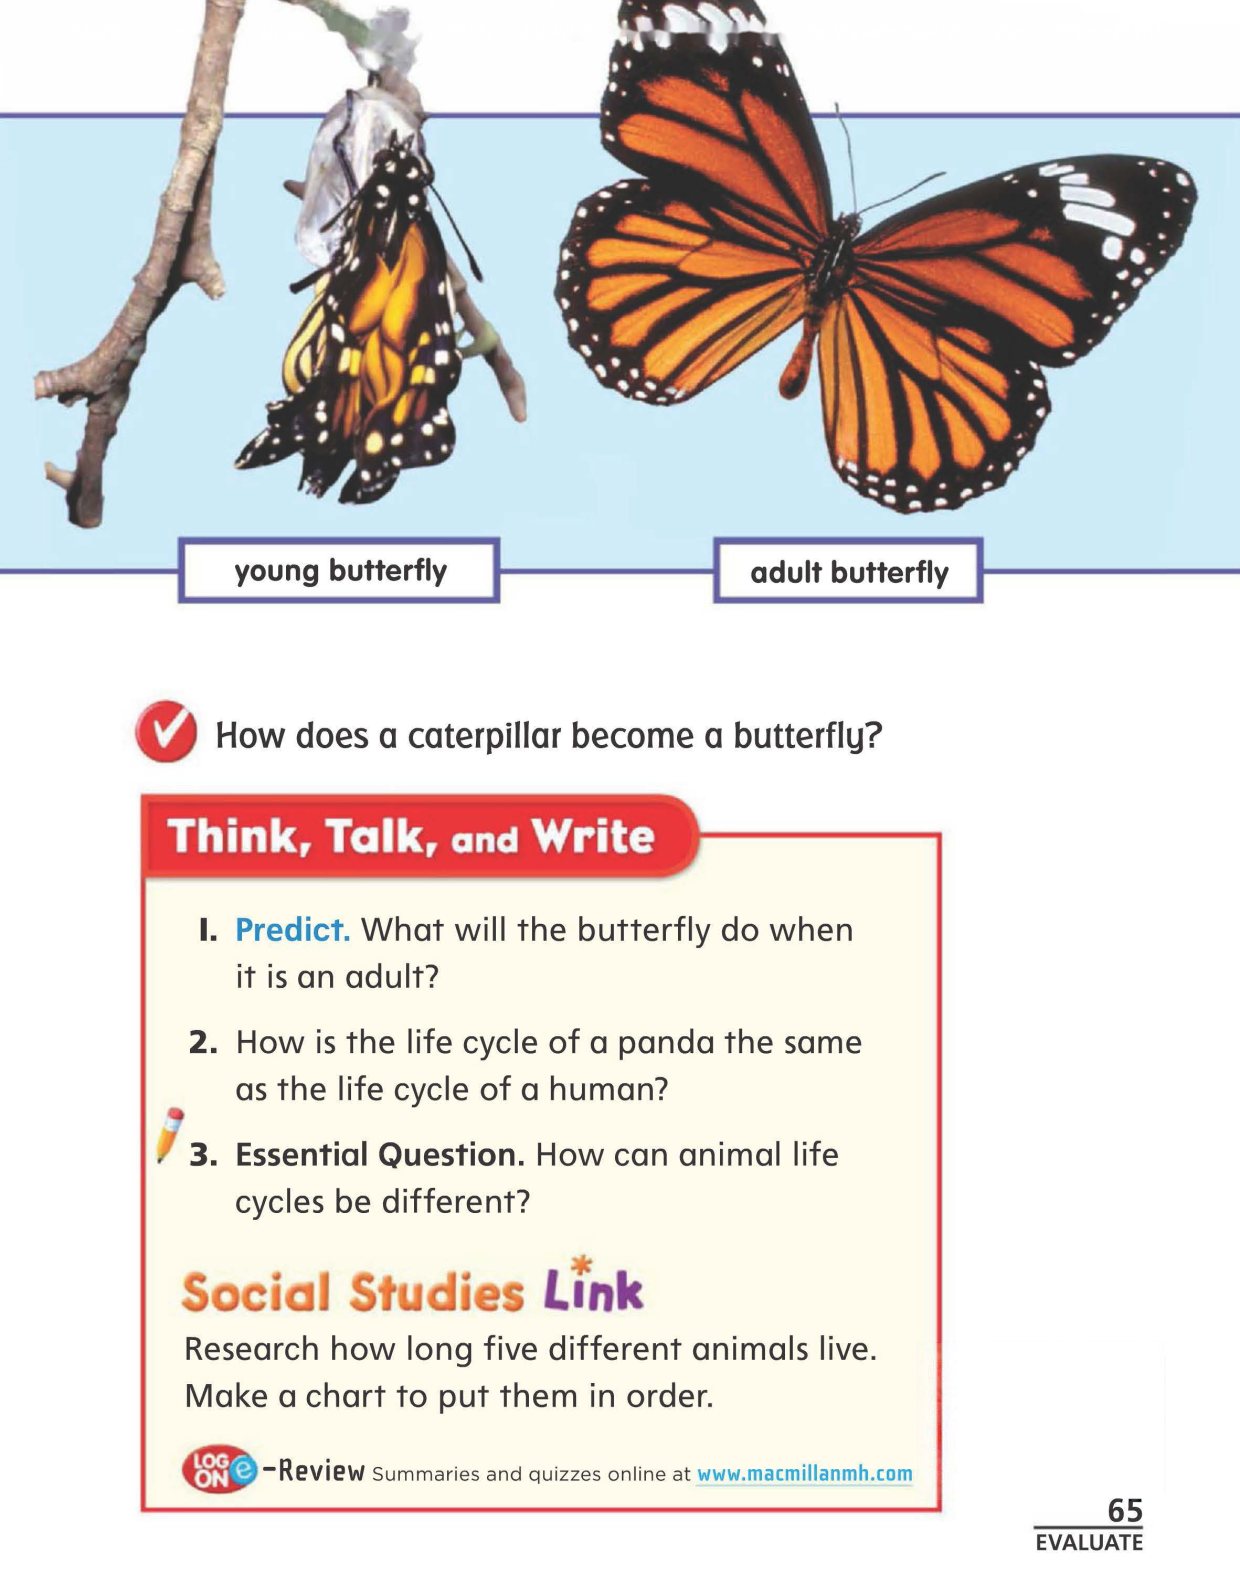 young butterfly
adult butterfly
How does a caterpillar become a butterfly?
Think, Talk, and Write
1. Predict. What will the butterfly do when
it is an adult?
2. How is the life cycle of a panda the same
as the life cycle of a human?
3. Essential Question. How can animal life
cycles be different?
Social Studies Link
Research how long five different animals live.
Make a chart to put them in order.
LOG ON e-Review Summaries and quizzes online at www.macmillanmh.com
65
EVALUATE